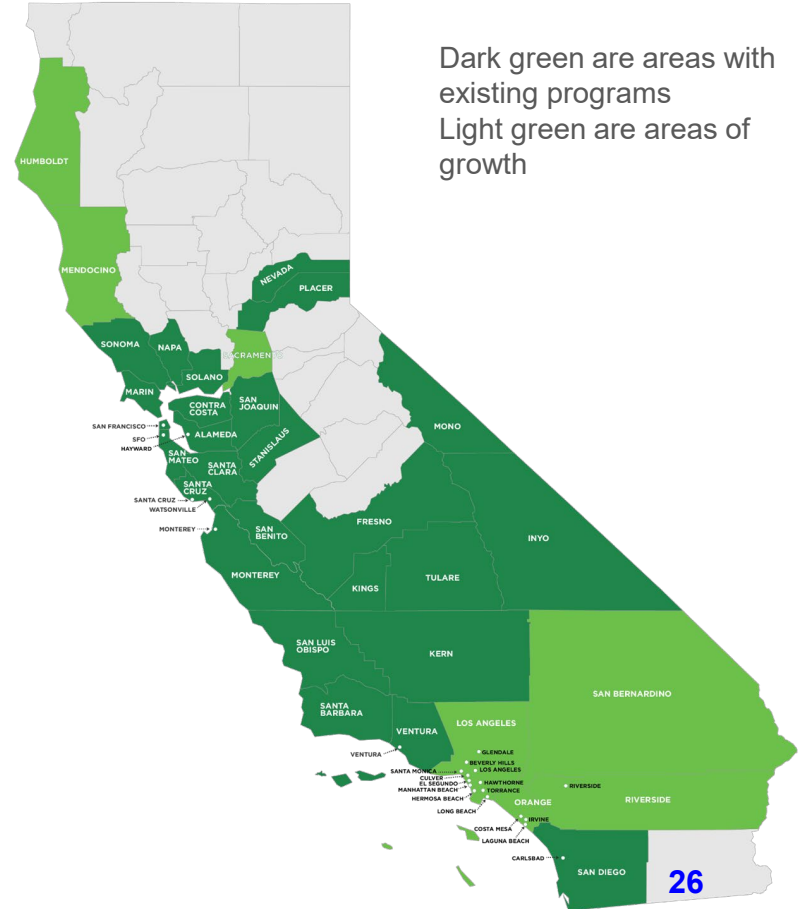 Dark green are areas with
existing programs
Light green are areas of
growth
HUMBOLDT
MENDOCINO
NEVADA
PLACER
SONOMA
NAPA
SACRAMENTO
SOLANO
MARIN
CONTRA
COSTA
SAN
JOAQUIN
SAN FRANCISCO
SFO
HAYWARD
ALAMEDA
STANISLAUS
MONO
SAN
MATEO
SANTA
CLARA
SANTA
CRUZ
SANTA CRUZ
WATSONVILLE
MONTEREY
SAN
BENITO
FRESNO
INYO
MONTEREY
KINGS
TULARE
SAN LUIS
OBISPO
KERN
SAN BERNARDINO
SANTA
BARBARA
VENTURA
LOS ANGELES
VENTURA
GLENDALE
BEVERLY HILLS
SANTA MONICA
LOS ANGELES
CULVER
EL SEGUNDO
HAWTHORNE
MANHATTAN BEACH
TORRANCE
HERMOSA BEACH
LONG BEACH
RIVERSIDE
ORANGE
RIVERSIDE
COSTA MESA
IRVINE
LAGUNA BEACH
CARLSBAD
SAN DIEGO
26